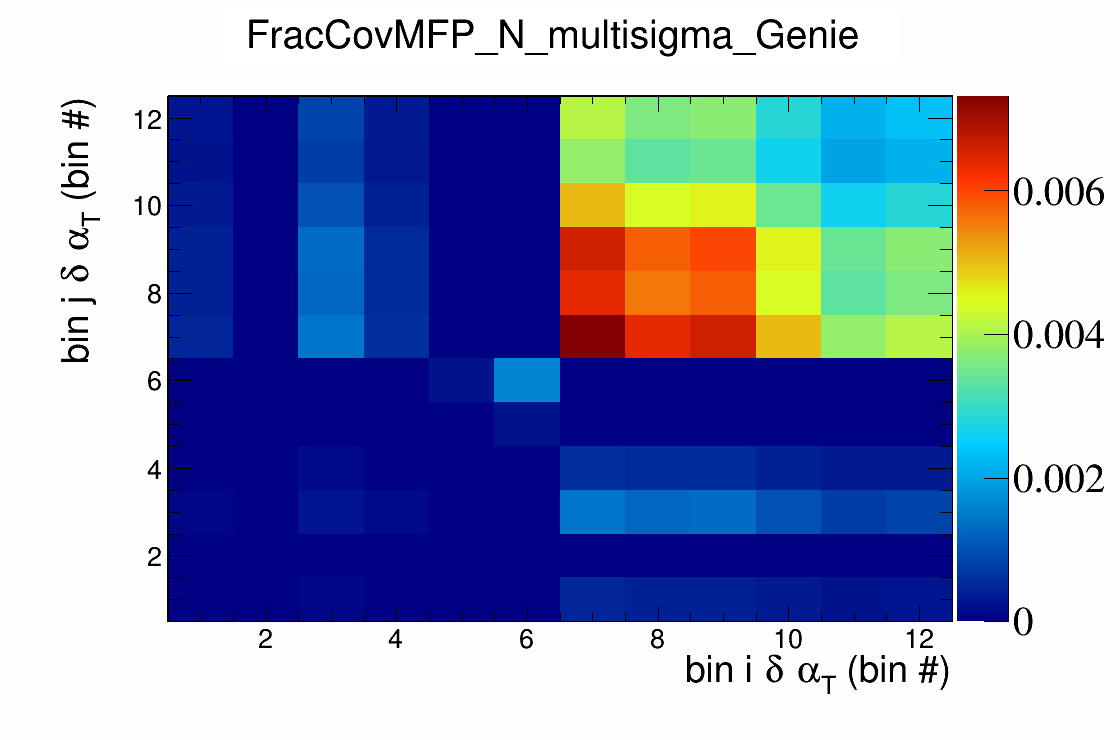 FracCovMFP_N_multisigma_Genie
bin j δ α_T (bin #)
12
10
8
6
4
2
2 4 6 8 10 12
bin i δ α_T (bin #)
0.006
0.004
0.002
0